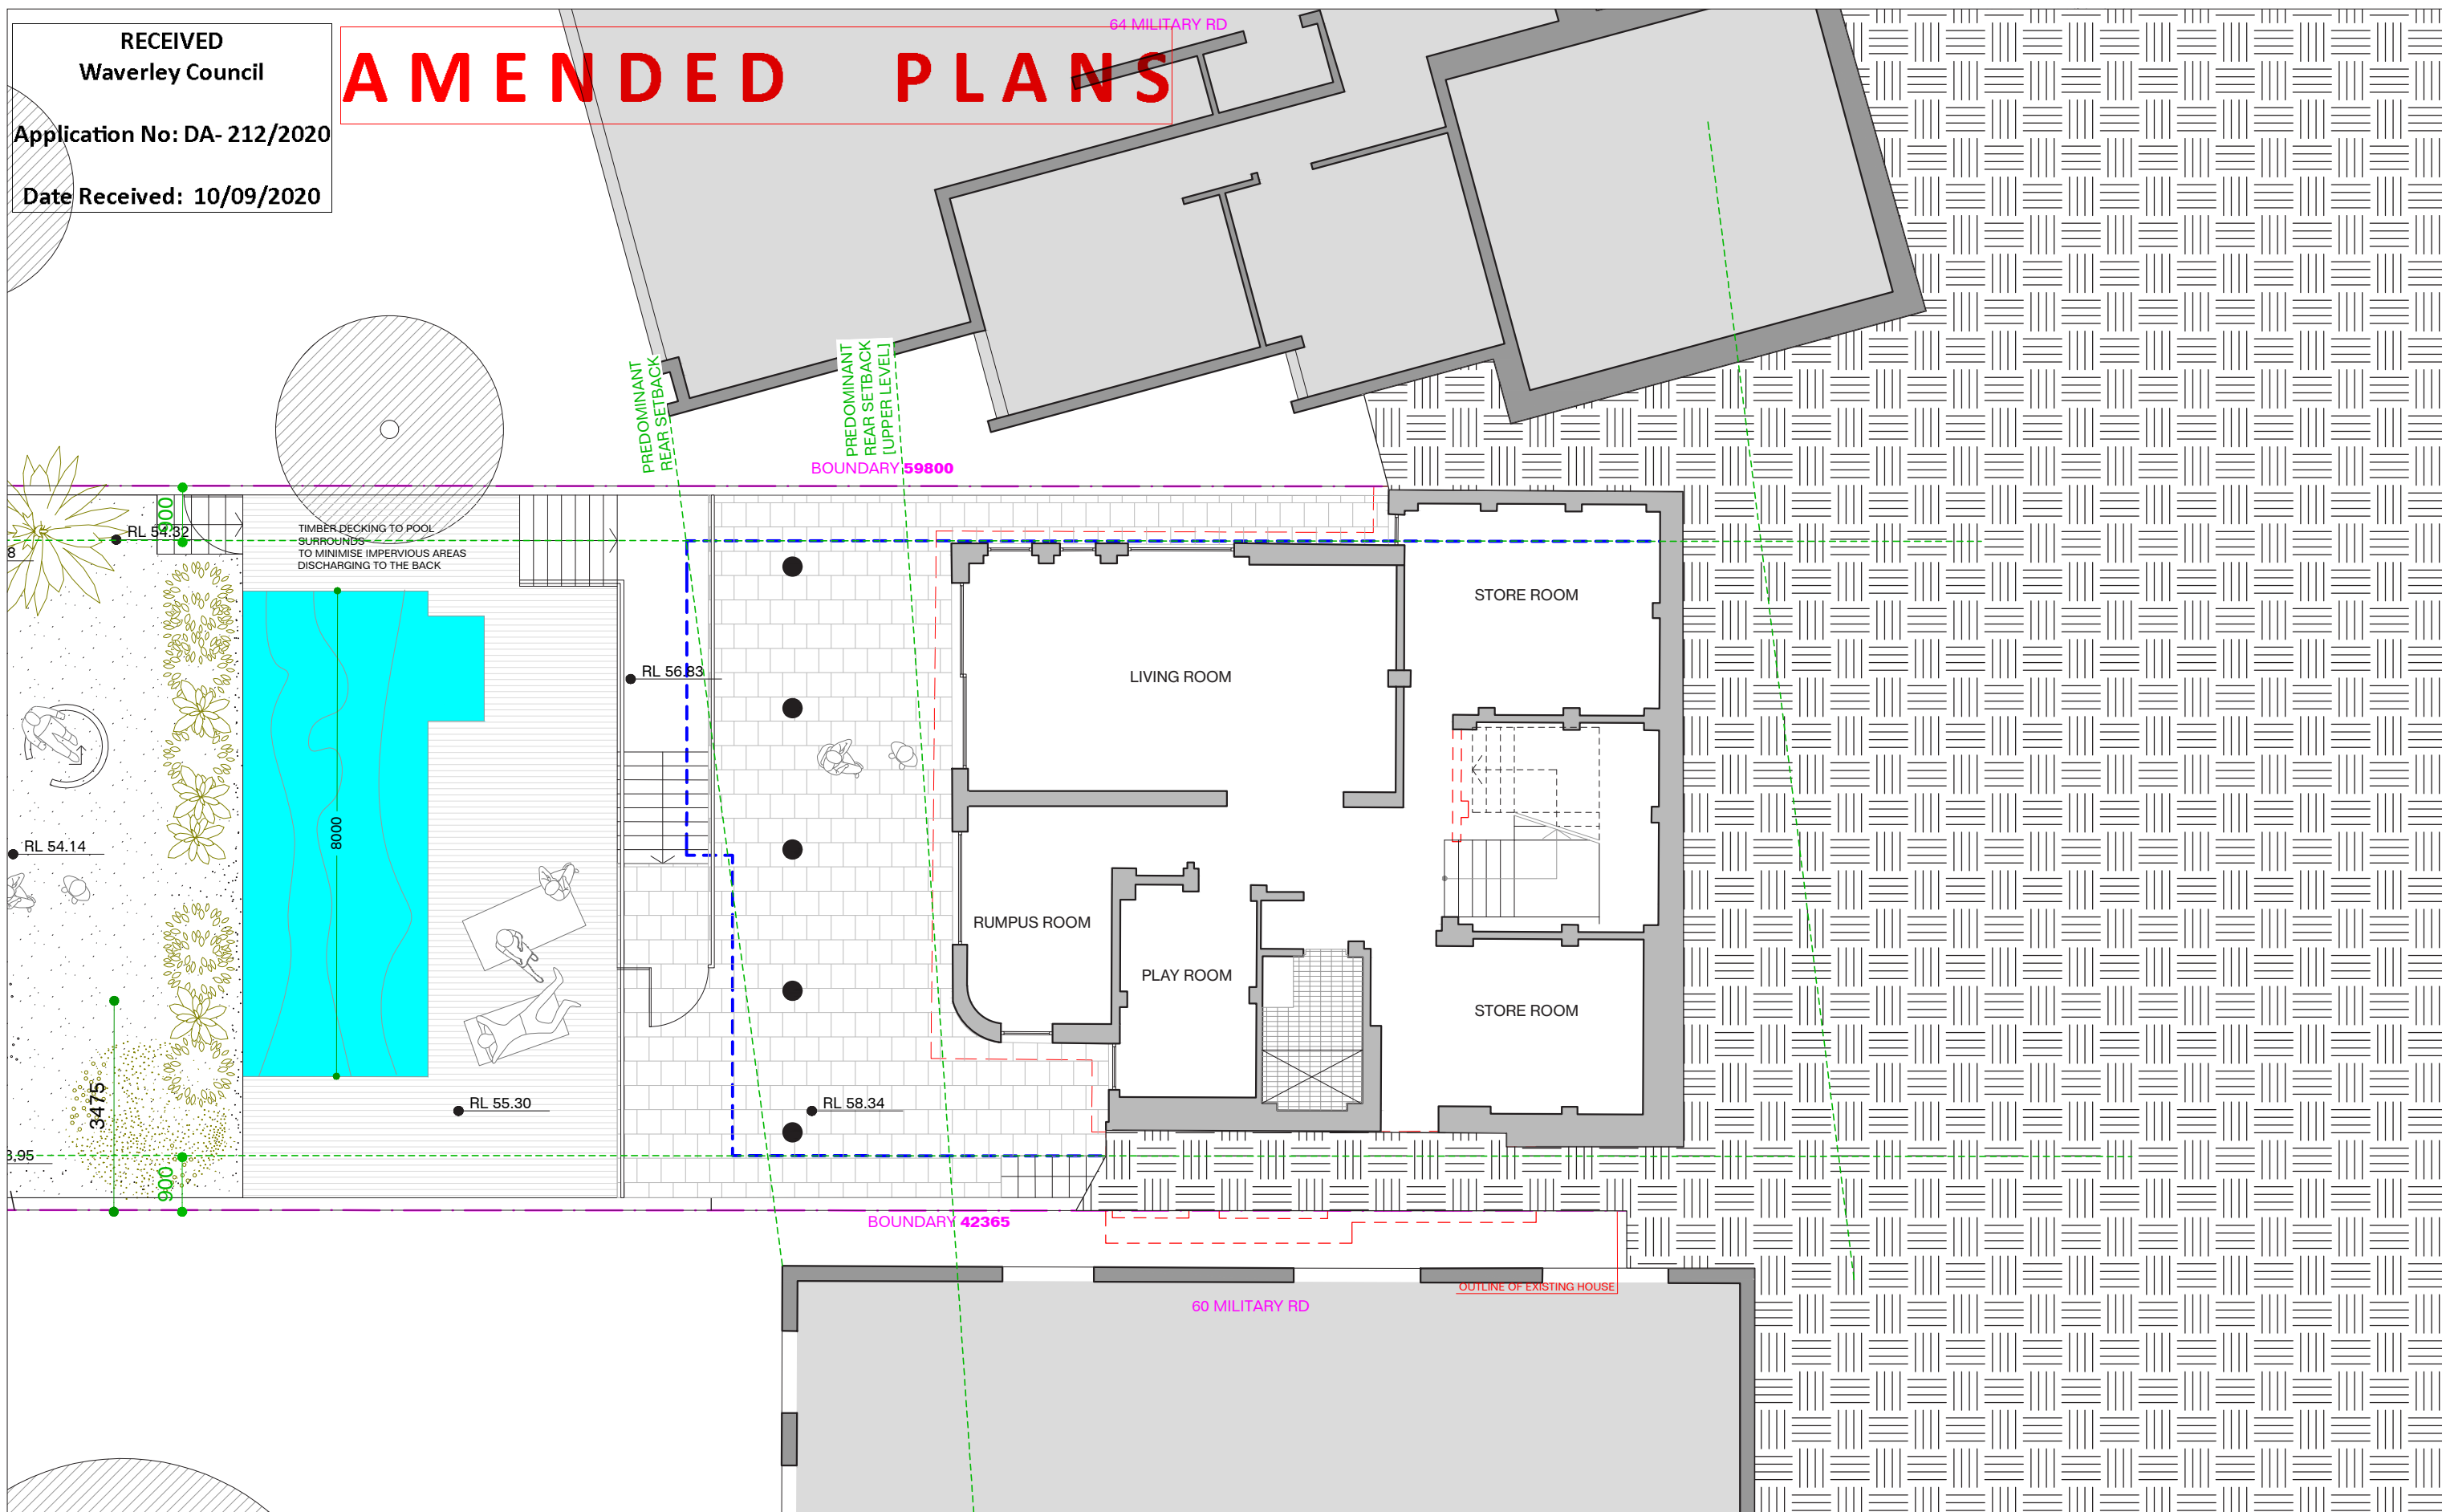 RECEIVED
Waverley Council
Application No: DA- 212/2020
Date Received: 10/09/2020
AMENDED PLANS
64 MILITARY RD
PREDOMINANT
REAR SETBACK
PREDOMINANT
REAR SETBACK
[UPPER LEVEL]
BOUNDARY 59800
900
RL 54.32
8
TIMBER DECKING TO POOL
SURROUNDS
TO MINIMISE IMPERVIOUS AREAS
DISCHARGING TO THE BACK
STORE ROOM
LIVING ROOM
RL 56.83
8000
RL 54.14
RUMPUS ROOM
PLAY ROOM
STORE ROOM
3475
RL 55.30
RL 58.34
3,95
900
BOUNDARY 42365
OUTLINE OF EXISTING HOUSE
60 MILITARY RD